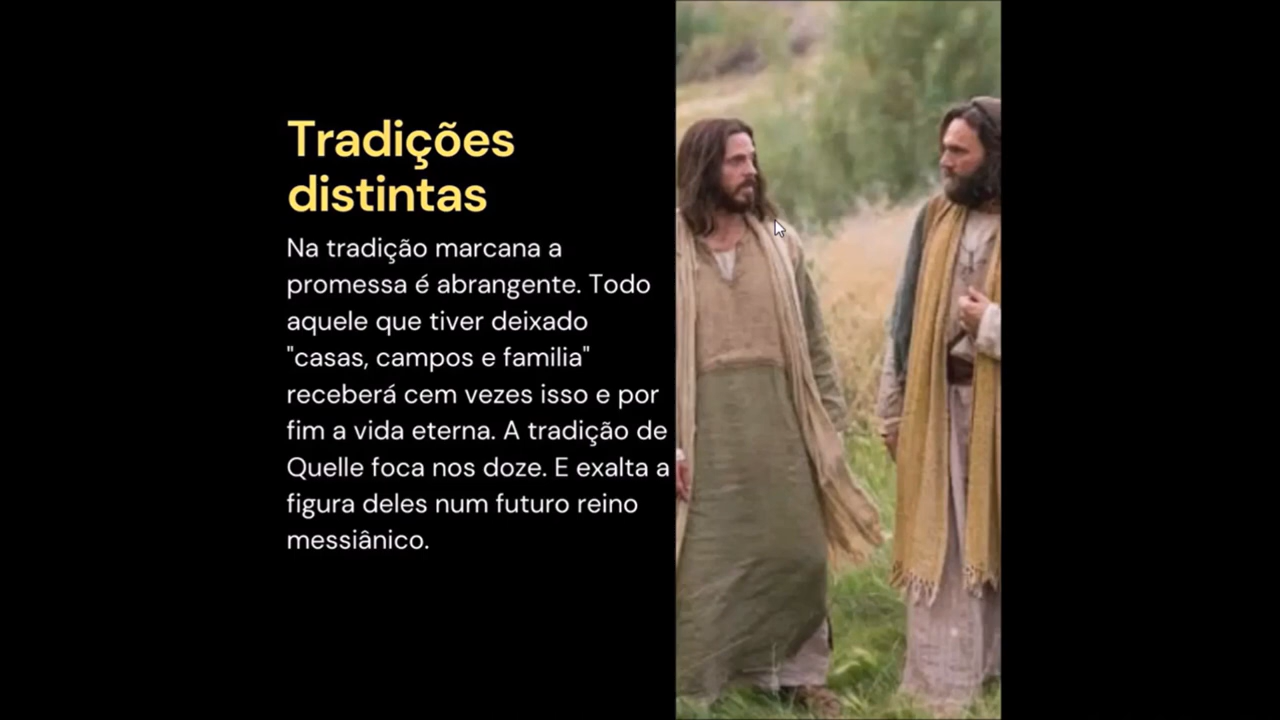 Tradições
distintas
Na tradição marcana a
promessa é abrangente. Todo
aquele que tiver deixado
"casas, campos e familia"
receberá cem vezes isso e por
fim a vida eterna. A tradição de
Quelle foca nos doze. E exalta a
figura deles num futuro reino
messiânico.